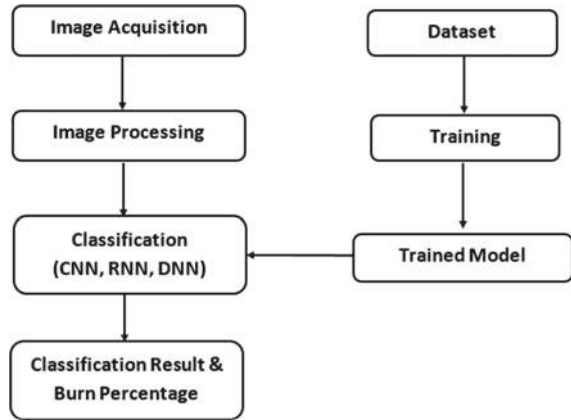 Image Acquisition
Dataset
Image Processing
Training
Classification
(CNN, RNN, DNN)
Trained Model
Classification Result &
Burn Percentage